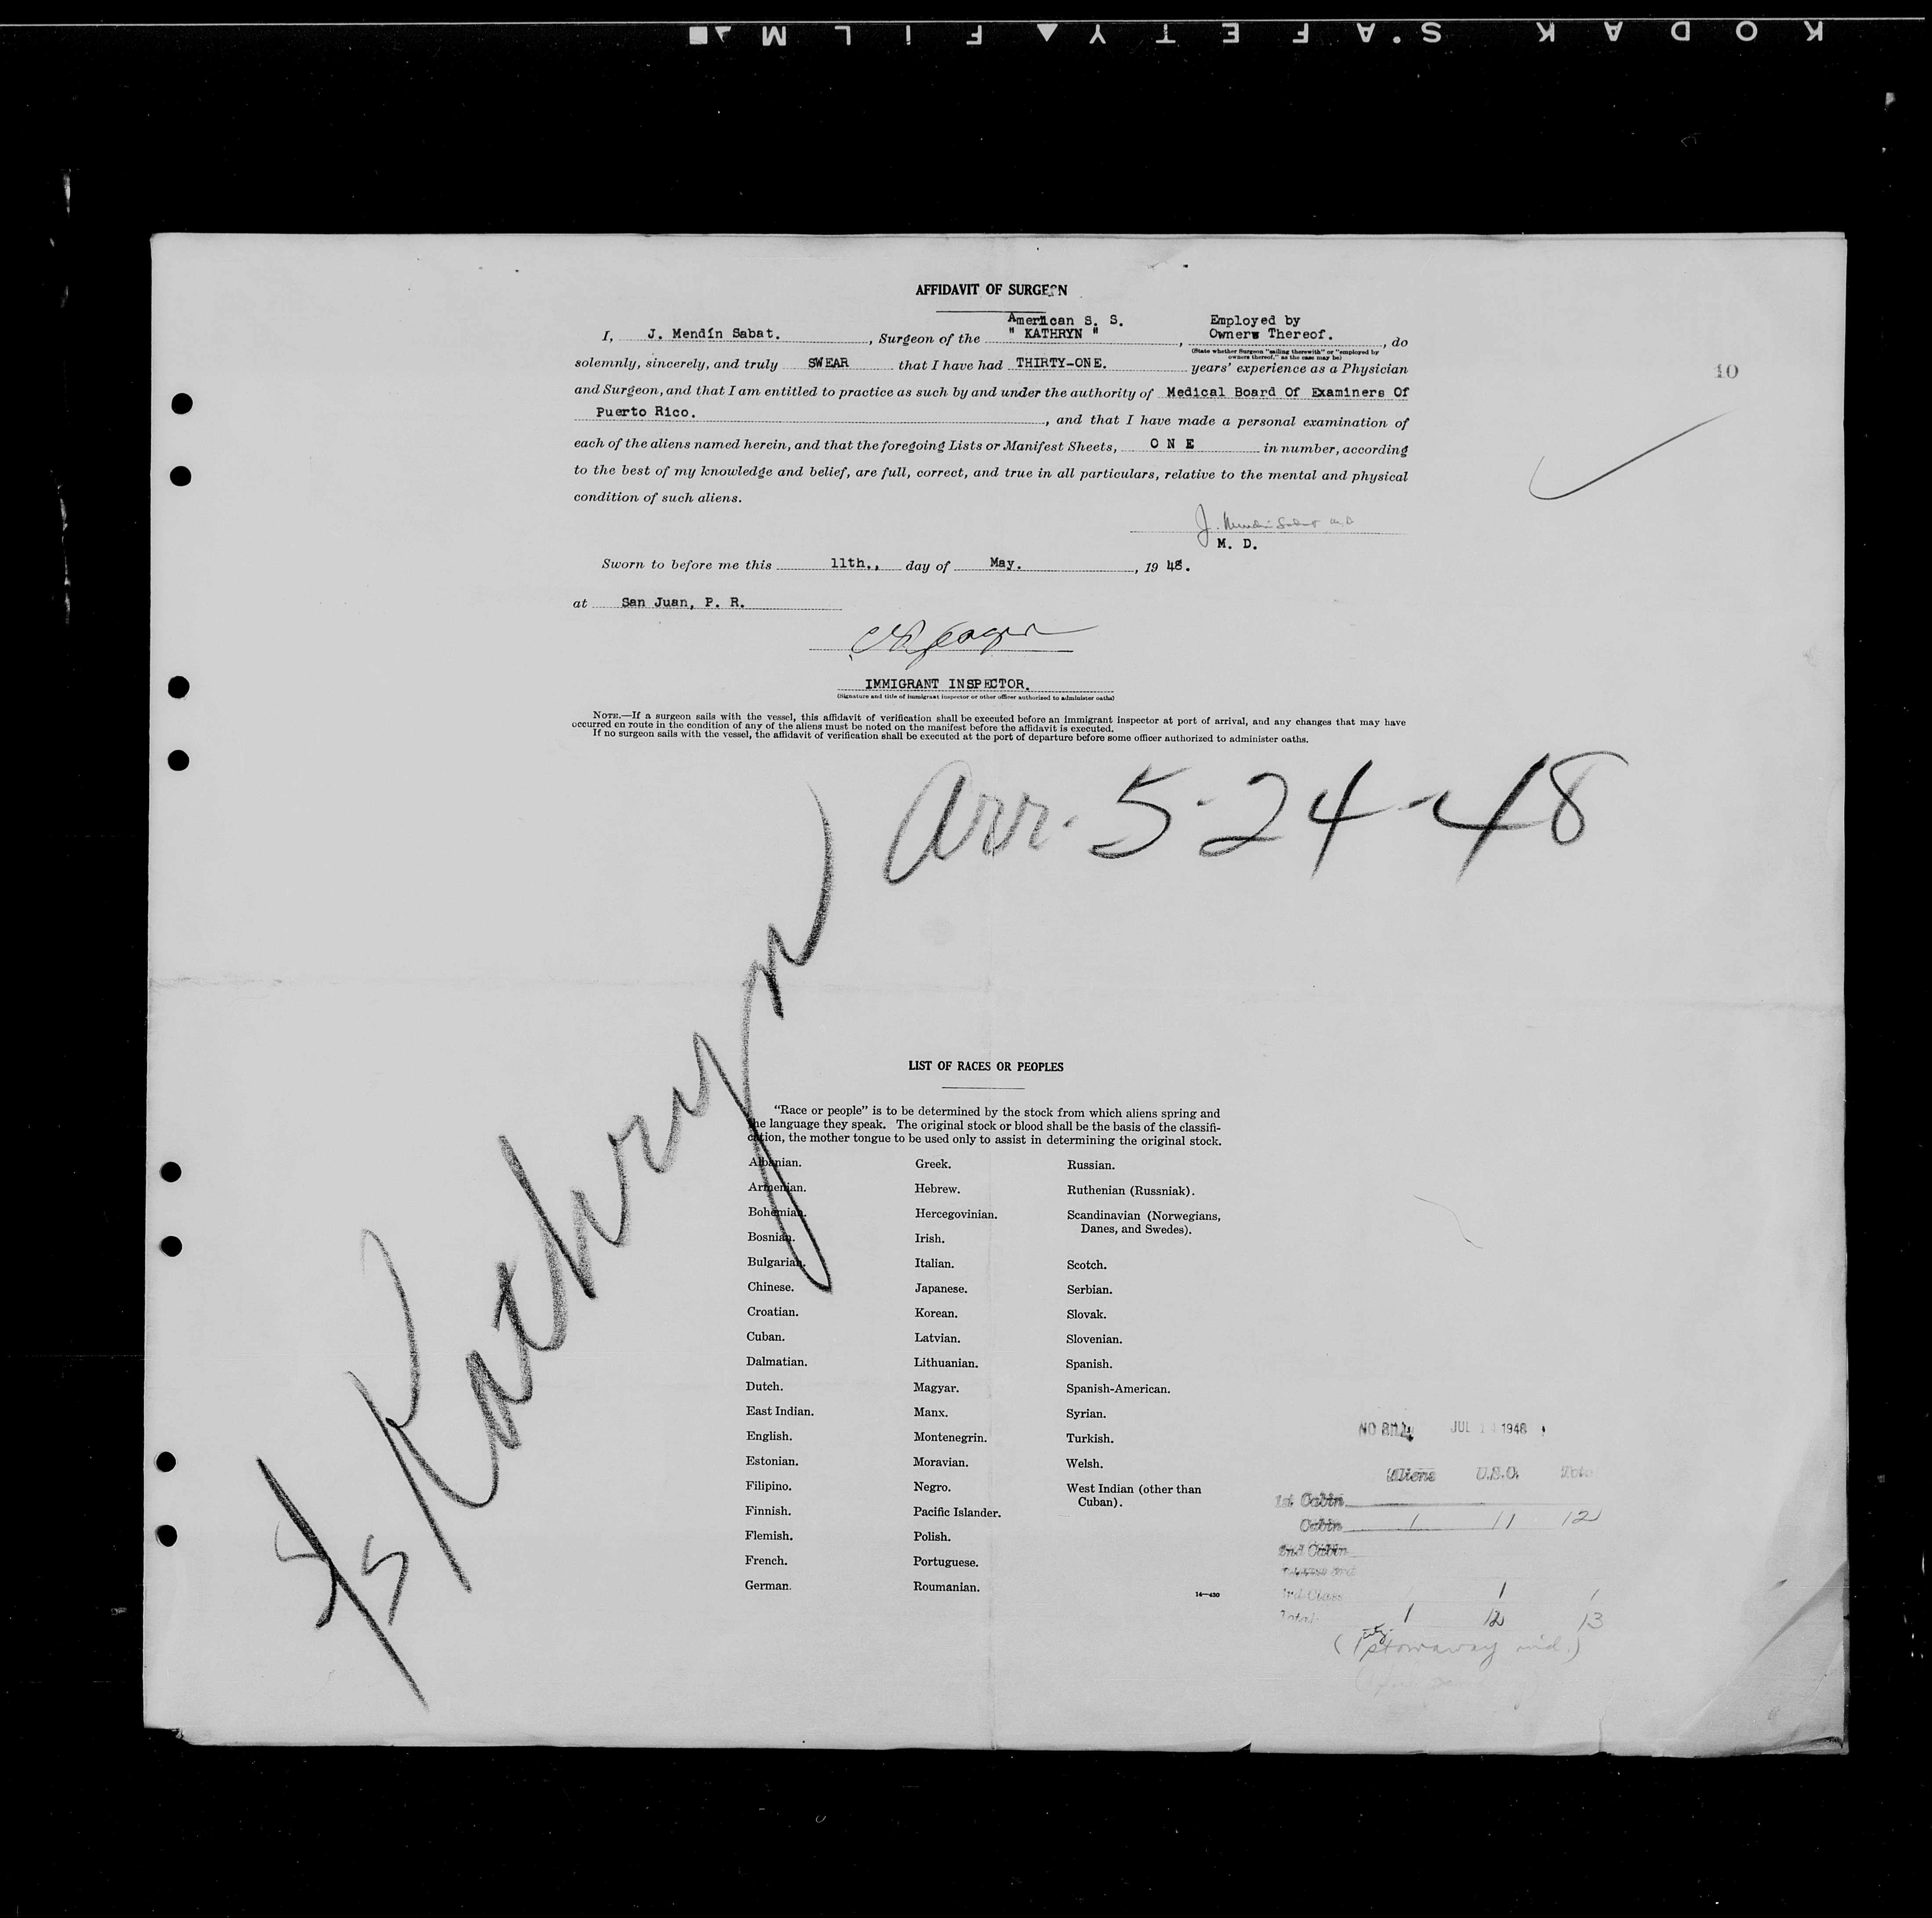 KODAK SAFETY FILM
AFFIDAVIT OF SURGEON
American S. S. Employed by
I, J. Mendín Sabat. , Surgeon of the " KATHRYN " , Owners Thereof. , do
(State whether Surgeon "sailing therewith" or "employed by
owners thereof," as the case may be)
solemnly, sincerely, and truly SWEAR that I have had THIRTY-ONE. years' experience as a Physician
10
and Surgeon, and that I am entitled to practice as such by and under the authority of Medical Board Of Examiners Of
Puerto Rico. , and that I have made a personal examination of
each of the aliens named herein, and that the foregoing Lists or Manifest Sheets, O N E in number, according
to the best of my knowledge and belief, are full, correct, and true in all particulars, relative to the mental and physical
condition of such aliens.
J. Mendín Sabat M.D
M. D.
Sworn to before me this 11th., day of May. , 19 48.
at San Juan, P. R.
IMMIGRANT INSPECTOR.
(Signature and title of immigrant inspector or other officer authorized to administer oaths)
NOTE.—If a surgeon sails with the vessel, this affidavit of verification shall be executed before an immigrant inspector at port of arrival, and any changes that may have
occurred en route in the condition of any of the aliens must be noted on the manifest before the affidavit is executed.
If no surgeon sails with the vessel, the affidavit of verification shall be executed at the port of departure before some officer authorized to administer oaths.
Arr. 5-24-48
S/S Kathryn
LIST OF RACES OR PEOPLES
"Race or people" is to be determined by the stock from which aliens spring and
the language they speak. The original stock or blood shall be the basis of the classifi-
cation, the mother tongue to be used only to assist in determining the original stock.
Albanian.
Armenian.
Bohemian.
Bosnian.
Bulgarian.
Chinese.
Croatian.
Cuban.
Dalmatian.
Dutch.
East Indian.
English.
Estonian.
Filipino.
Finnish.
Flemish.
French.
German.
Greek.
Hebrew.
Hercegovinian.
Irish.
Italian.
Japanese.
Korean.
Latvian.
Lithuanian.
Magyar.
Manx.
Montenegrin.
Moravian.
Negro.
Pacific Islander.
Polish.
Portuguese.
Roumanian.
Russian.
Ruthenian (Russniak).
Scandinavian (Norwegians,
Danes, and Swedes).
Scotch.
Serbian.
Slovak.
Slovenian.
Spanish.
Spanish-American.
Syrian.
Turkish.
Welsh.
West Indian (other than
Cuban).
14—430
NO BILL JUL 1948
Aliens U.S.C. Total
1st Cabin
Cabin 1 11 12
2nd Cabin
3rd Class 1 1
Total 1 12 13
(1 stowaway incl.)